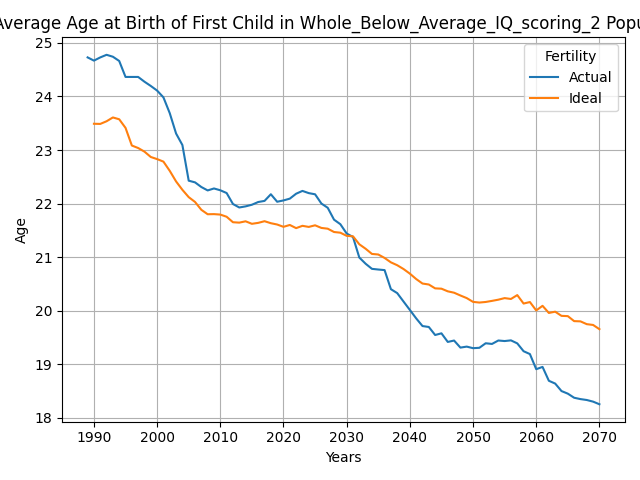 Average Age at Birth of First Child in Whole_Below_Average_IQ_scoring_2
Fertility
Actual
Ideal
Age
25
24
23
22
21
20
19
18
1990 2000 2010 2020 2030 2040 2050 2060 2070
Years